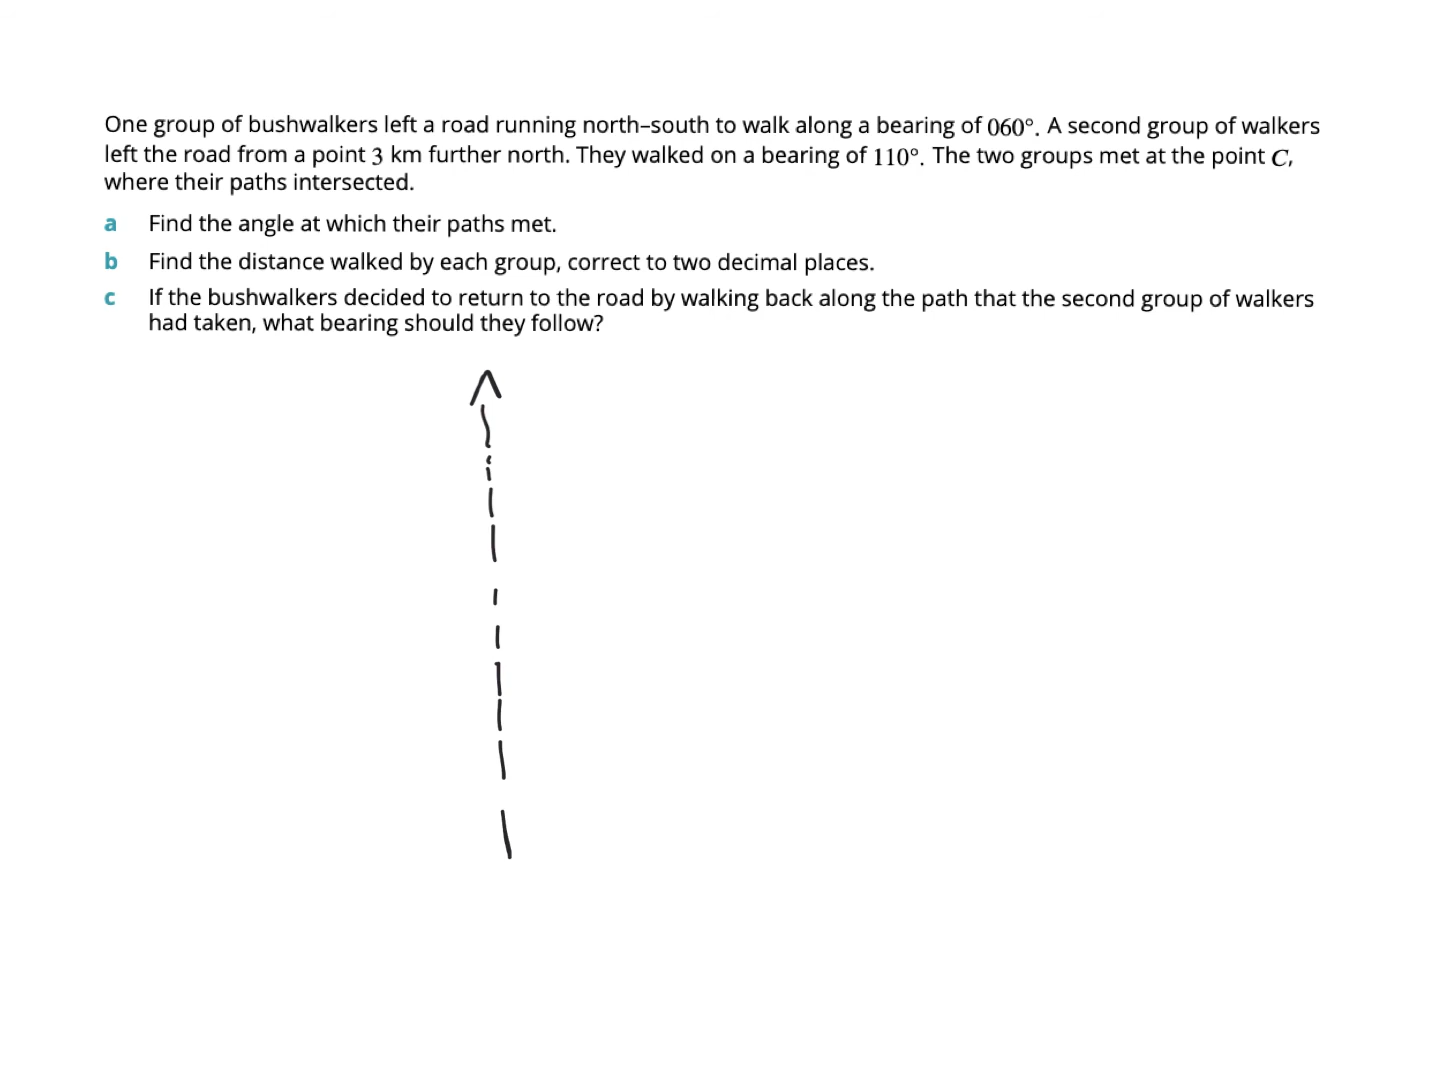 One group of bushwalkers left a road running north–south to walk along a bearing of 060°. A second group of walkers
left the road from a point 3 km further north. They walked on a bearing of 110°. The two groups met at the point C,
where their paths intersected.
a Find the angle at which their paths met.
b Find the distance walked by each group, correct to two decimal places.
c If the bushwalkers decided to return to the road by walking back along the path that the second group of walkers
had taken, what bearing should they follow?